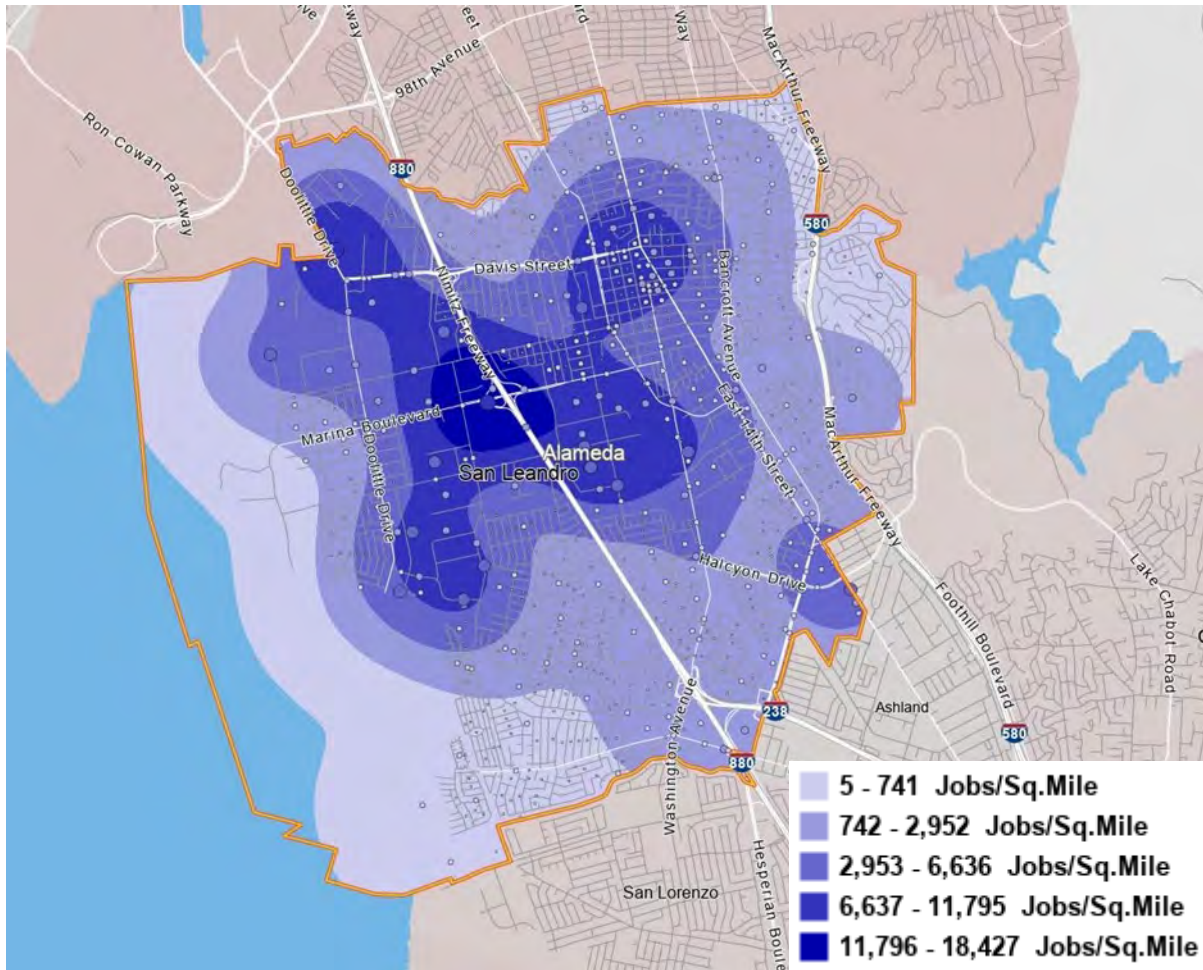 MacArthur Freeway
98th Avenue
Way
Ron Cowan Parkway
880
Doolittle Drive
580
Davis Street
Nimitz Freeway
Bancroft Avenue
Marina Boulevard
Doolittle Drive
Alameda
San Leandro
East 14th Street
MacArthur Freeway
Halcyon Drive
Foothill Boulevard
Lake Chabot Road
Washington Avenue
238
Ashland
580
880
Hesperian Boule
San Lorenzo
5 - 741 Jobs/Sq.Mile
742 - 2,952 Jobs/Sq.Mile
2,953 - 6,636 Jobs/Sq.Mile
6,637 - 11,795 Jobs/Sq.Mile
11,796 - 18,427 Jobs/Sq.Mile